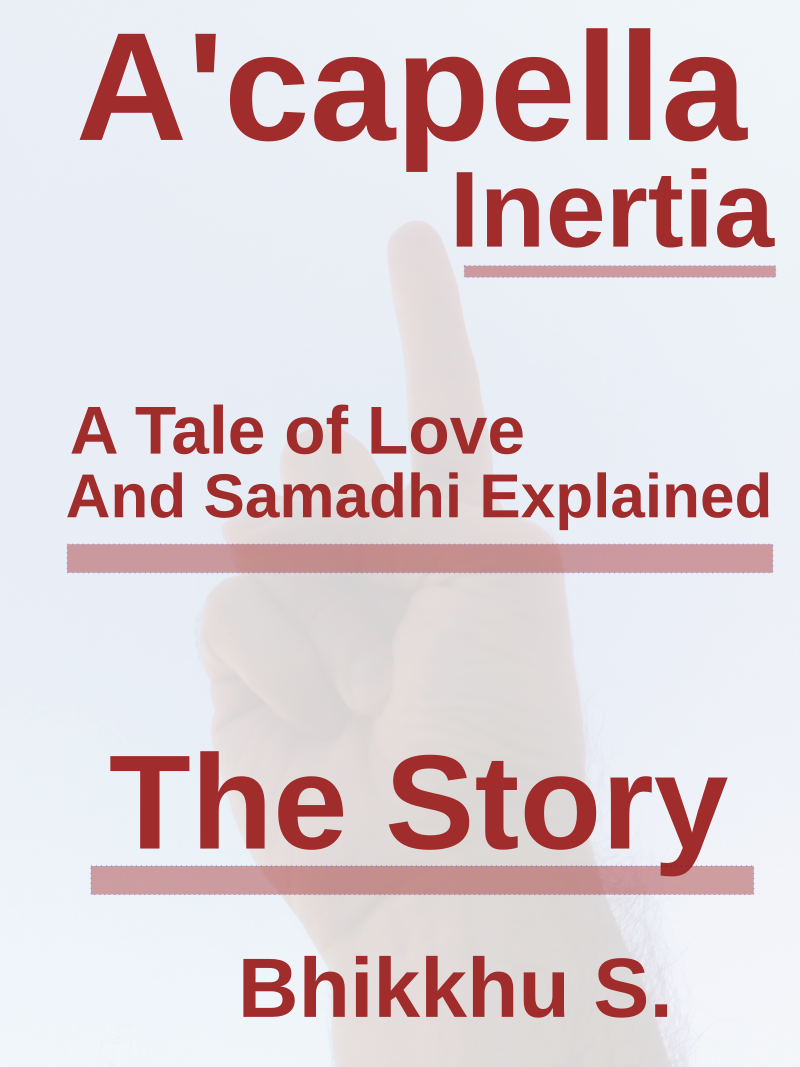 A'capella
Inertia
A Tale of Love
And Samadhi Explained
The Story
Bhikkhu S.